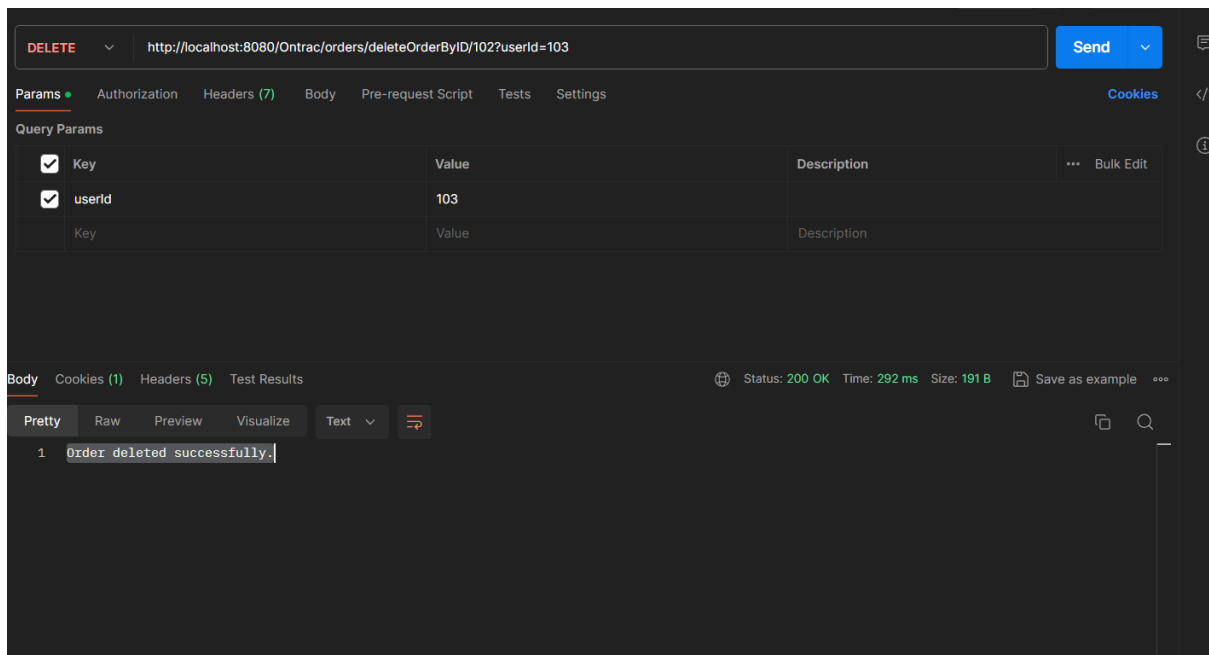 DELETE http://localhost:8080/Ontrac/orders/deleteOrderByID/102?userId=103 Send
Params Authorization Headers (7) Body Pre-request Script Tests Settings Cookies
Query Params
Key Value Description ••• Bulk Edit
userId 103
Key Value Description
Body Cookies (1) Headers (5) Test Results Status: 200 OK Time: 292 ms Size: 191 B Save as example
Pretty Raw Preview Visualize Text
1 Order deleted successfully.